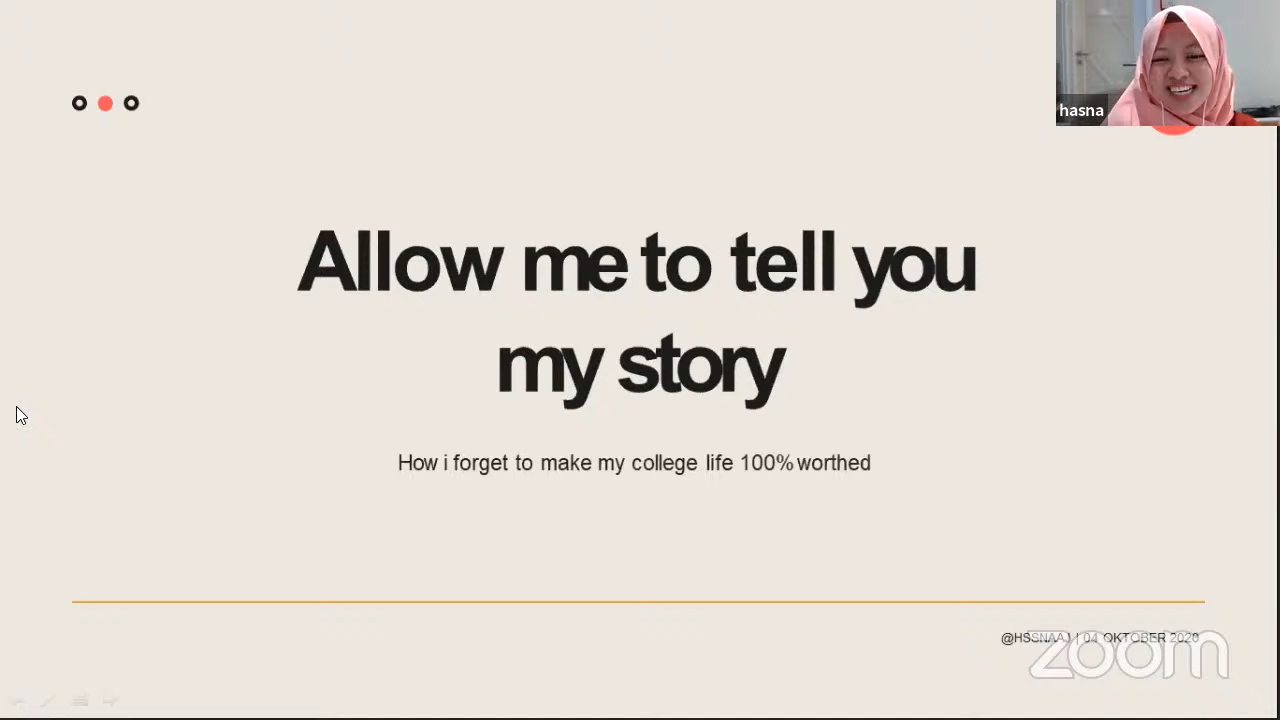 hasna
Allow me to tell you
my story
How i forget to make my college life 100% worthed
@HSSNAAJ | 04 OKTOBER 2020
zoom